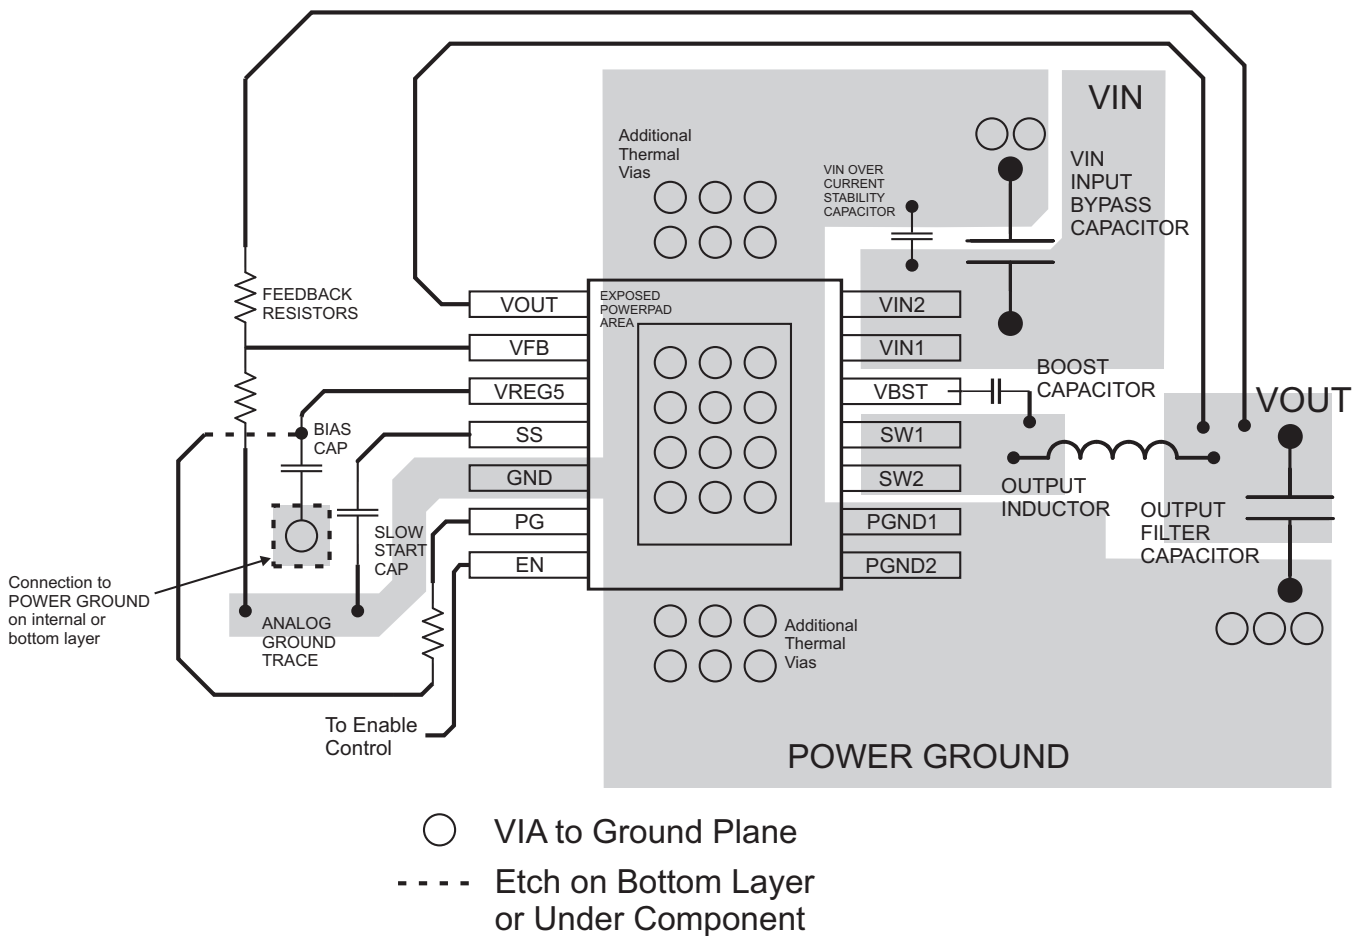 VIN
Additional
Thermal
Vias
VIN OVER
CURRENT
STABILITY
CAPACITOR
VIN
INPUT
BYPASS
CAPACITOR
FEEDBACK
RESISTORS
VOUT
VFB
VREG5
SS
GND
PG
EN
EXPOSED
POWERPAD
AREA
VIN2
VIN1
VBST
SW1
SW2
PGND1
PGND2
BOOST
CAPACITOR
VOUT
OUTPUT
INDUCTOR
OUTPUT
FILTER
CAPACITOR
BIAS
CAP
SLOW
START
CAP
Connection to
POWER GROUND
on internal or
bottom layer
ANALOG
GROUND
TRACE
Additional
Thermal
Vias
To Enable
Control
POWER GROUND
VIA to Ground Plane
Etch on Bottom Layer
or Under Component